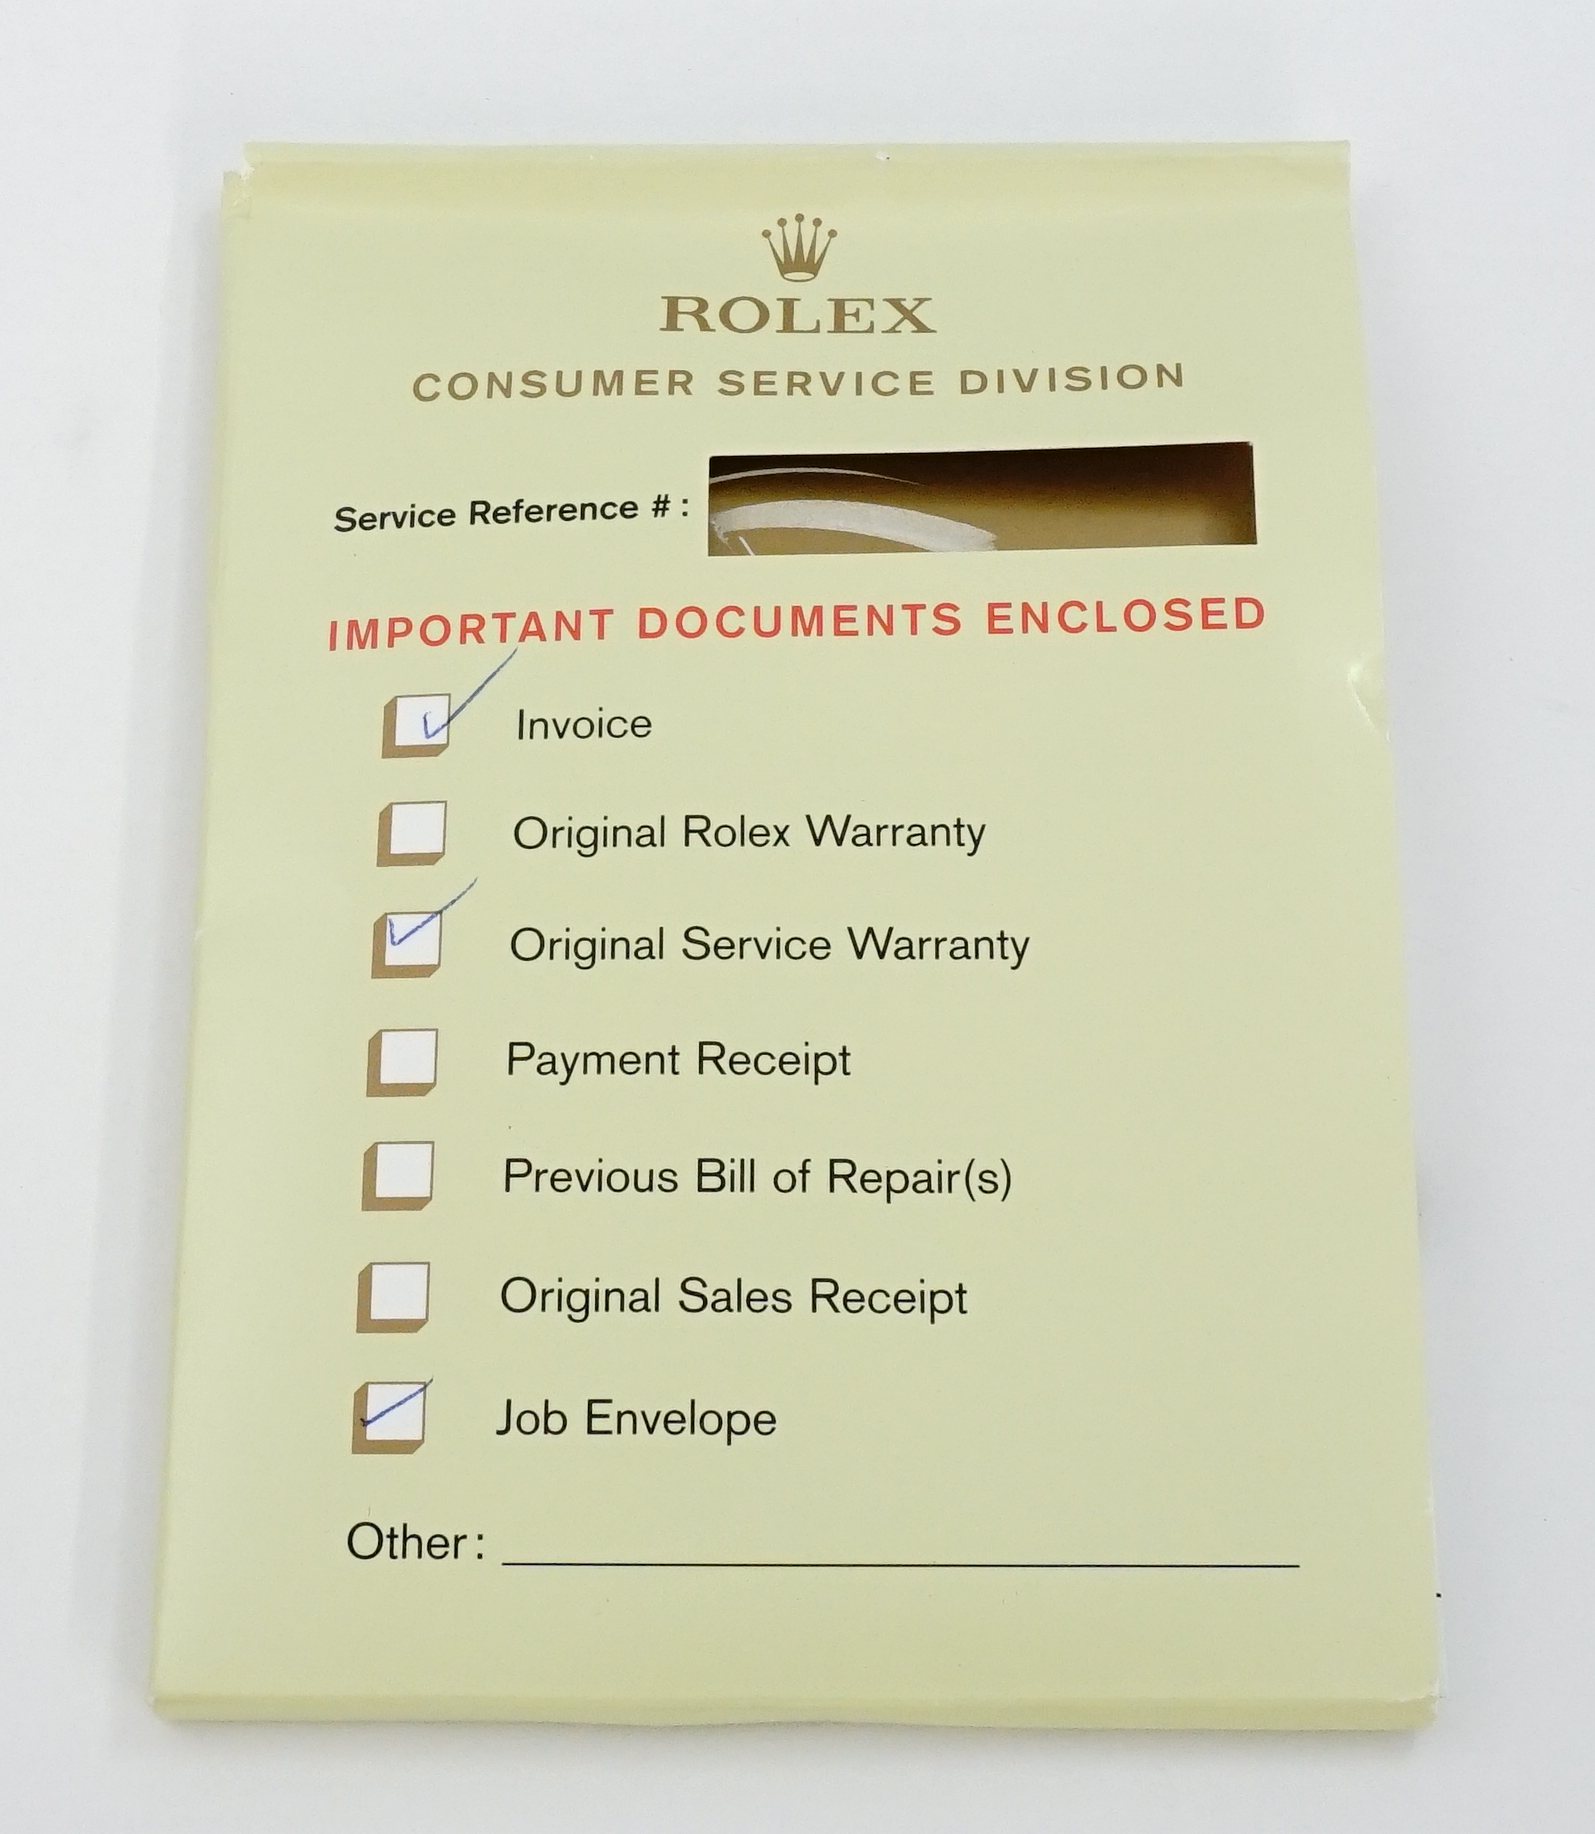 ROLEX
CONSUMER SERVICE DIVISION
Service Reference # :
IMPORTANT DOCUMENTS ENCLOSED
Invoice
Original Rolex Warranty
Original Service Warranty
Payment Receipt
Previous Bill of Repair(s)
Original Sales Receipt
Job Envelope
Other: